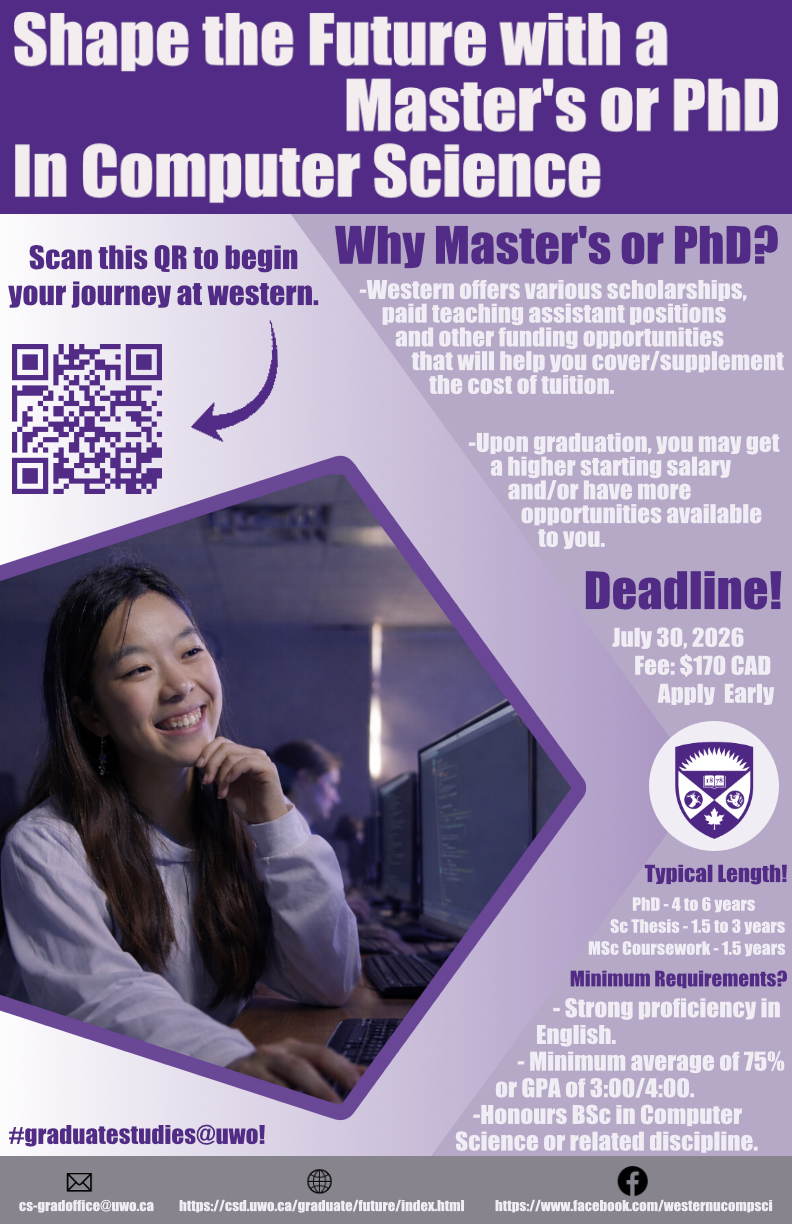 Shape the Future with a
Master's or PhD
In Computer Science
Scan this QR to begin
your journey at western.
Why Master's or PhD?
-Western offers various scholarships,
paid teaching assistant positions
and other funding opportunities
that will help you cover/supplement
the cost of tuition.
-Upon graduation, you may get
a higher starting salary
and/or have more
opportunities available
to you.
Deadline!
July 30, 2026
Fee: $170 CAD
Apply Early
1878
Typical Length!
PhD - 4 to 6 years
Sc Thesis - 1.5 to 3 years
MSc Coursework - 1.5 years
Minimum Requirements?
- Strong proficiency in
English.
- Minimum average of 75%
or GPA of 3:00/4:00.
-Honours BSc in Computer
Science or related discipline.
#graduatestudies@uwo!
cs-gradoffice@uwo.ca
https://csd.uwo.ca/graduate/future/index.html
https://www.facebook.com/westernucompsci